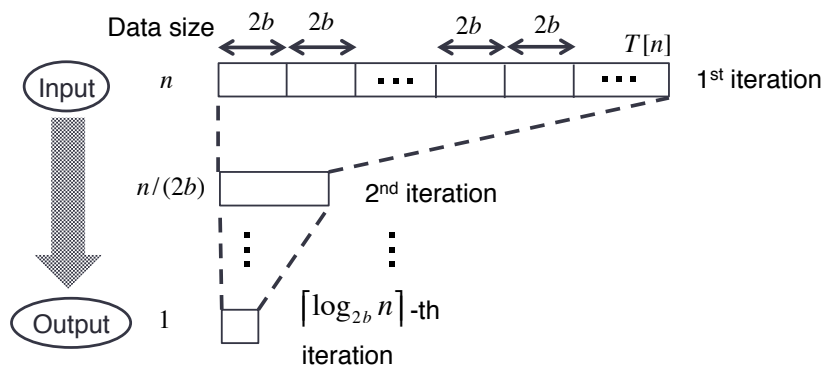 Data size 2b 2b 2b 2b T[n]
Input n ... ... 1st iteration
n/(2b) 2nd iteration
Output 1 ⌈log2b n⌉ -th
iteration